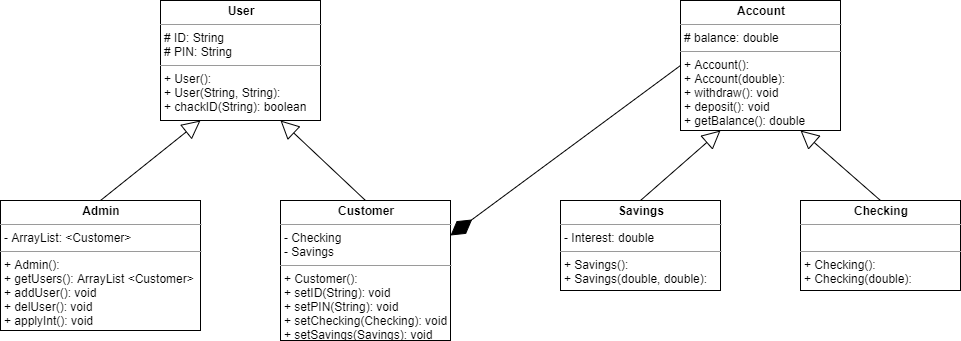 User
# ID: String
# PIN: String
+ User():
+ User(String, String):
+ chackID(String): boolean
Account
# balance: double
+ Account():
+ Account(double):
+ withdraw(): void
+ deposit(): void
+ getBalance(): double
Admin
- ArrayList: <Customer>
+ Admin():
+ getUsers(): ArrayList <Customer>
+ addUser(): void
+ delUser(): void
+ applyInt(): void
Customer
- Checking
- Savings
+ Customer():
+ setID(String): void
+ setPIN(String): void
+ setChecking(Checking): void
+ setSavings(Savings): void
Savings
- Interest: double
+ Savings():
+ Savings(double, double):
Checking
+ Checking():
+ Checking(double):